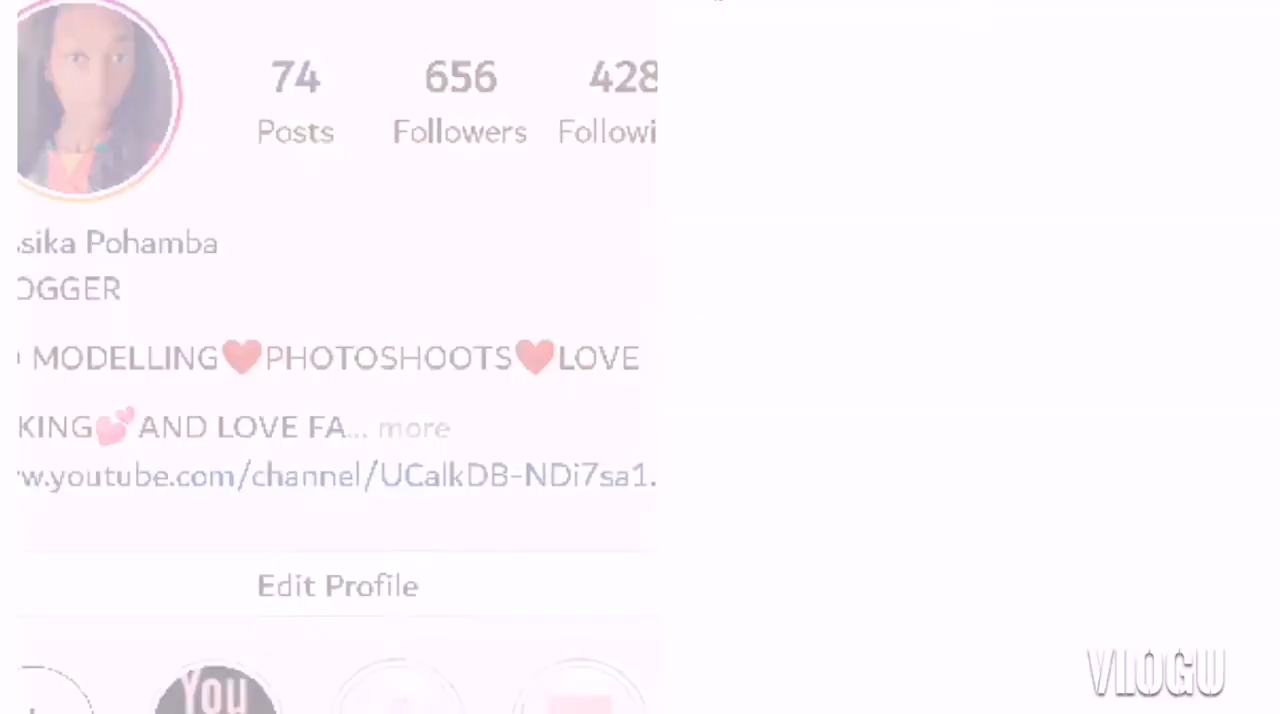 74 656 428
Posts Followers Followi
sika Pohamba
OGGER
MODELLING❤️PHOTOSHOOTS❤️LOVE
KING💕AND LOVE FA... more
w.youtube.com/channel/UCalkDB-NDi7sa1.
Edit Profile
You
VLOGU